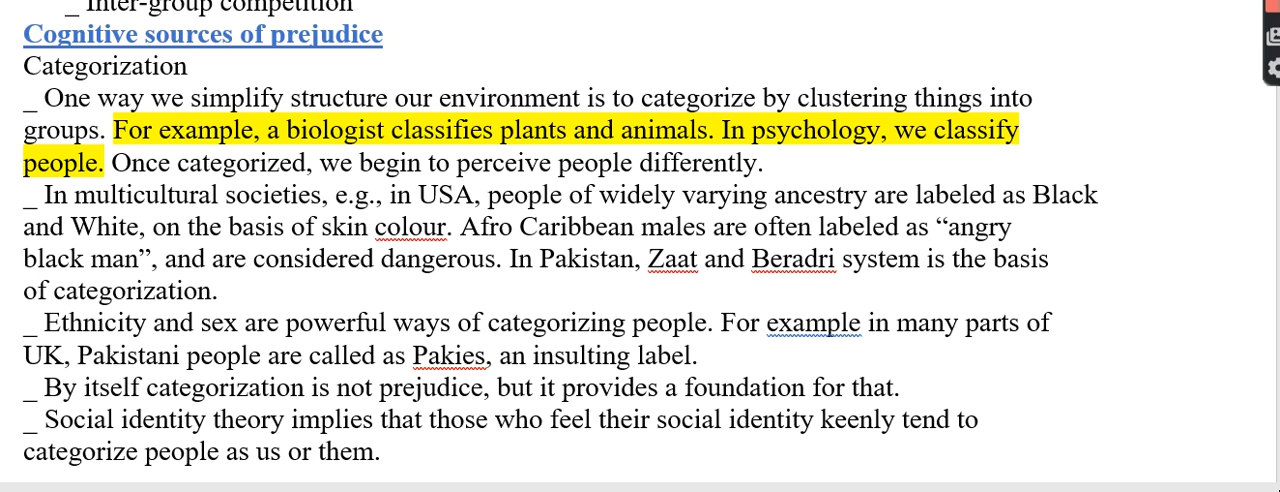 _ Inter-group competition
Cognitive sources of prejudice
Categorization
_ One way we simplify structure our environment is to categorize by clustering things into
groups. For example, a biologist classifies plants and animals. In psychology, we classify
people. Once categorized, we begin to perceive people differently.
_ In multicultural societies, e.g., in USA, people of widely varying ancestry are labeled as Black
and White, on the basis of skin colour. Afro Caribbean males are often labeled as “angry
black man”, and are considered dangerous. In Pakistan, Zaat and Beradri system is the basis
of categorization.
_ Ethnicity and sex are powerful ways of categorizing people. For example in many parts of
UK, Pakistani people are called as Pakies, an insulting label.
_ By itself categorization is not prejudice, but it provides a foundation for that.
_ Social identity theory implies that those who feel their social identity keenly tend to
categorize people as us or them.